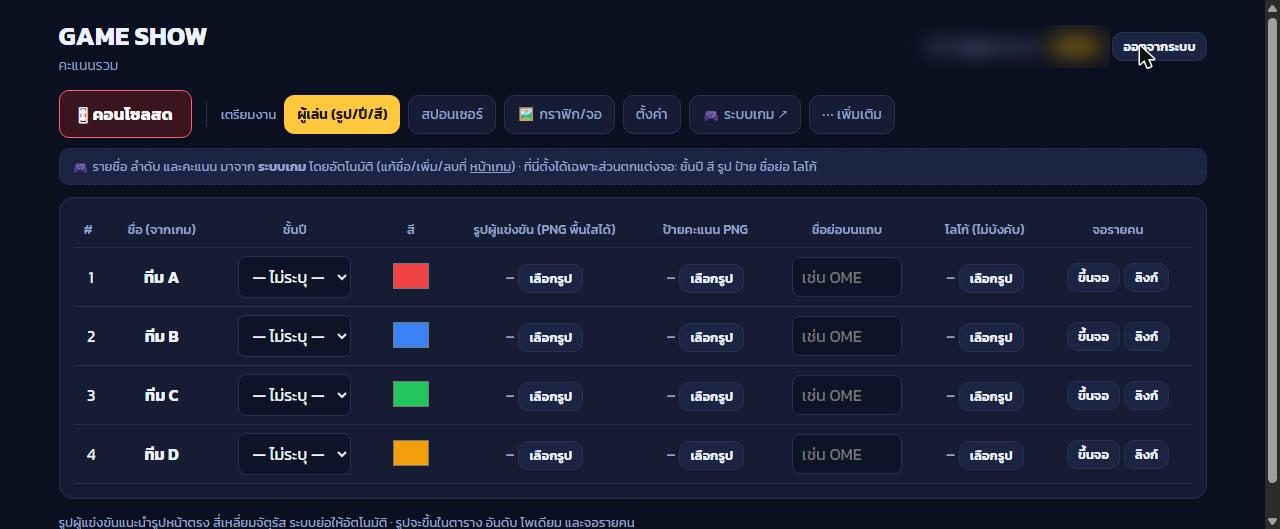 GAME SHOW
คะแนนรวม
ออกจากระบบ
คอนโซลสด เตรียมงาน ผู้เล่น (รูป/ปี/สี) สปอนเซอร์ กราฟิก/จอ ตั้งค่า ระบบเกม ↗ ⋯ เพิ่มเติม
รายชื่อ ลำดับ และคะแนน มาจาก ระบบเกม โดยอัตโนมัติ (แก้ชื่อ/เพิ่ม/ลบที่ หน้าเกม) · ที่นี่ตั้งได้เฉพาะส่วนตกแต่งจอ: ชั้นปี สี รูป ป้าย ชื่อย่อ โลโก้
# ชื่อ (จากเกม) ชั้นปี สี รูปผู้แข่งขัน (PNG พื้นใสได้) ป้ายคะแนน PNG ชื่อย่อบนแถบ โลโก้ (ไม่บังคับ) จอรายคน
1 ทีม A — ไม่ระบุ — – เลือกรูป – เลือกรูป เช่น OME – เลือกรูป ขึ้นจอ ลิงก์
2 ทีม B — ไม่ระบุ — – เลือกรูป – เลือกรูป เช่น OME – เลือกรูป ขึ้นจอ ลิงก์
3 ทีม C — ไม่ระบุ — – เลือกรูป – เลือกรูป เช่น OME – เลือกรูป ขึ้นจอ ลิงก์
4 ทีม D — ไม่ระบุ — – เลือกรูป – เลือกรูป เช่น OME – เลือกรูป ขึ้นจอ ลิงก์
รูปผู้แข่งขันแนะนำรูปหน้าตรง สี่เหลี่ยมจัตุรัส ระบบย่อให้อัตโนมัติ · รูปจะขึ้นในตาราง อันดับ โพเดียม และจอรายคน